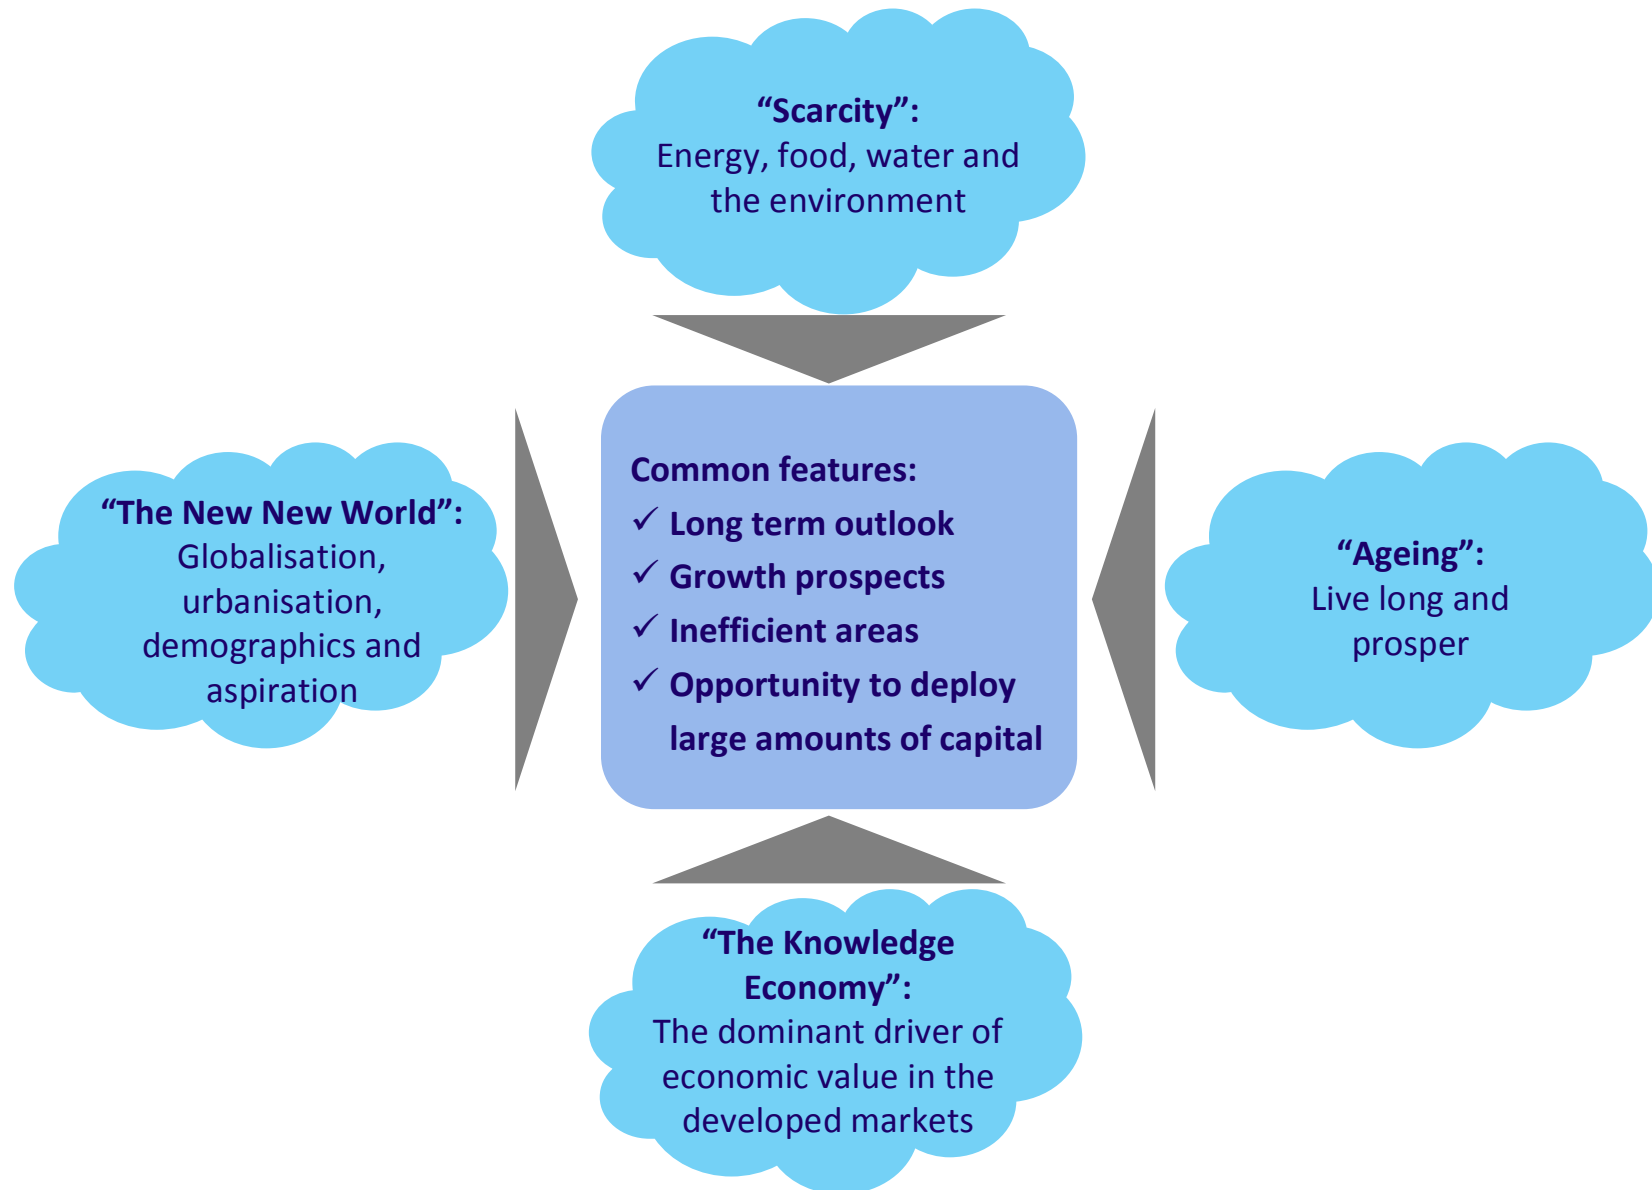 “Scarcity”:
Energy, food, water and
the environment
“The New New World”:
Globalisation,
urbanisation,
demographics and
aspiration
Common features:
✓ Long term outlook
✓ Growth prospects
✓ Inefficient areas
✓ Opportunity to deploy
large amounts of capital
“Ageing”:
Live long and
prosper
“The Knowledge
Economy”:
The dominant driver of
economic value in the
developed markets